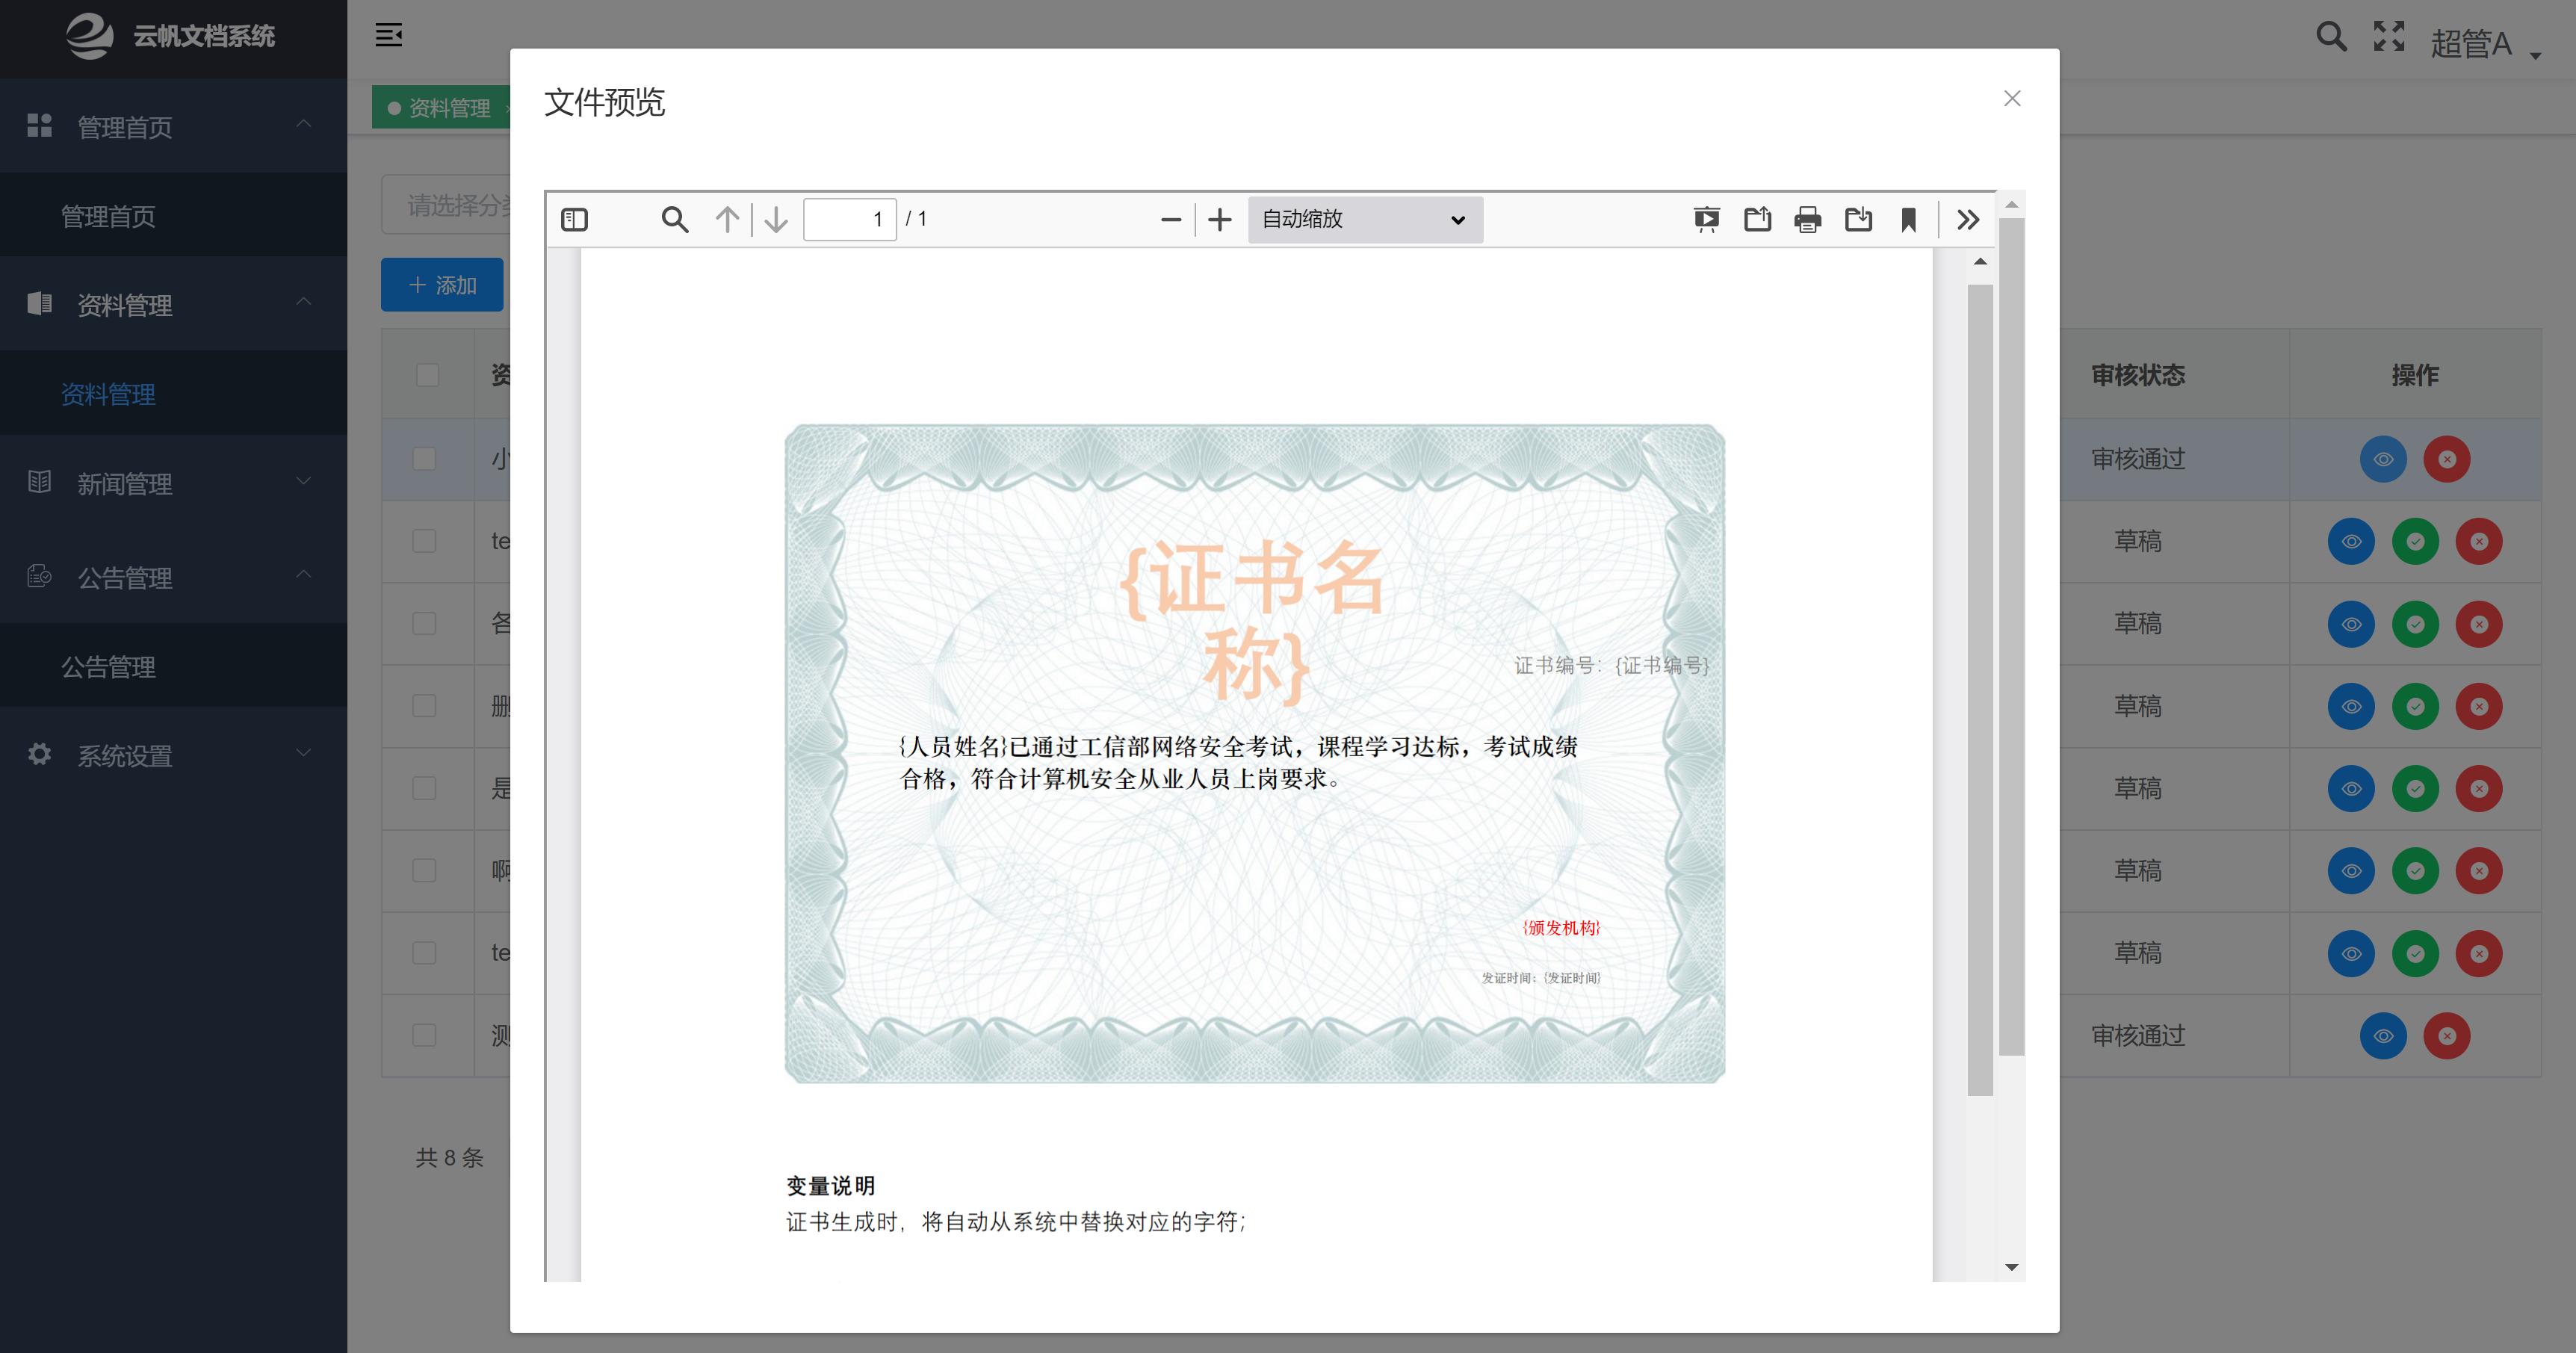 云帆文档系统
超管A
管理首页
管理首页
资料管理
资料管理
新闻管理
公告管理
公告管理
系统设置
资料管理
请选择分
添加
审核状态
操作
小
审核通过
te
草稿
各
草稿
删
草稿
是
草稿
啊
草稿
te
草稿
测
审核通过
共 8 条
文件预览
1
/ 1
自动缩放
{证书名
称}
证书编号：{证书编号}
{人员姓名}已通过工信部网络安全考试，课程学习达标，考试成绩
合格，符合计算机安全从业人员上岗要求。
{颁发机构}
发证时间：{发证时间}
变量说明
证书生成时，将自动从系统中替换对应的字符；